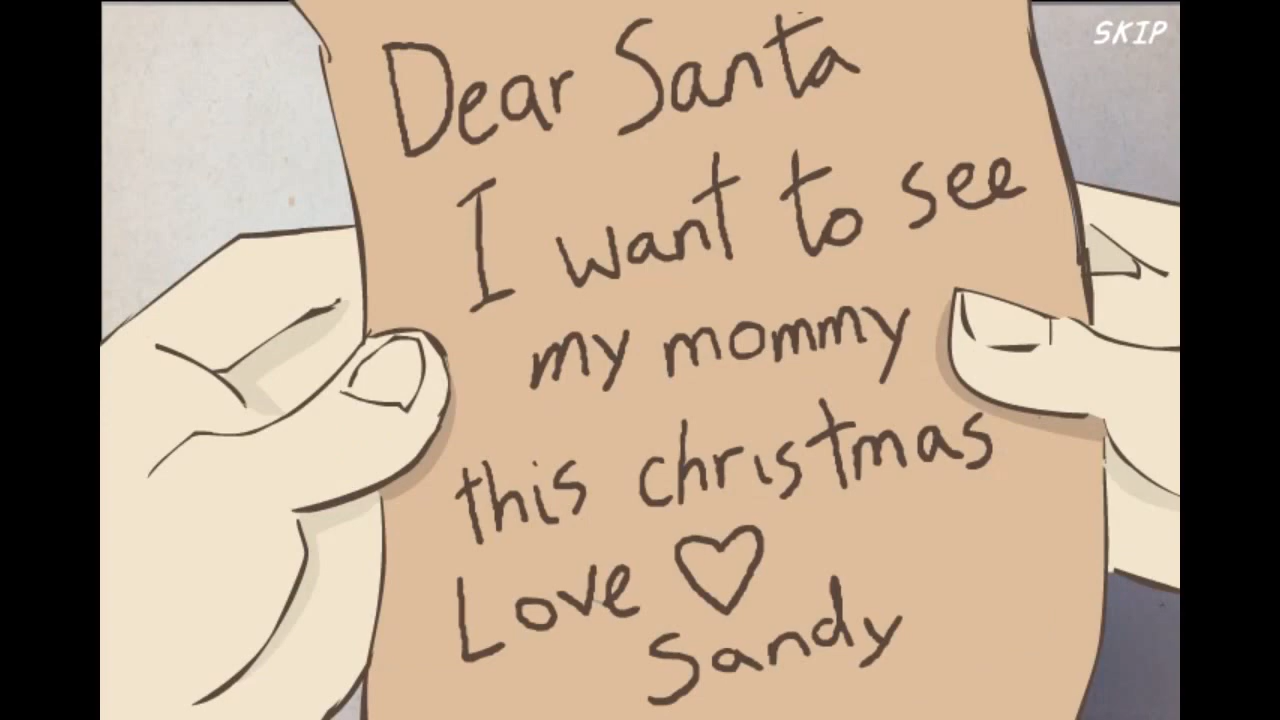 SKIP
Dear Santa
I want to see
my mommy
this christmas
Love ♡
Sandy